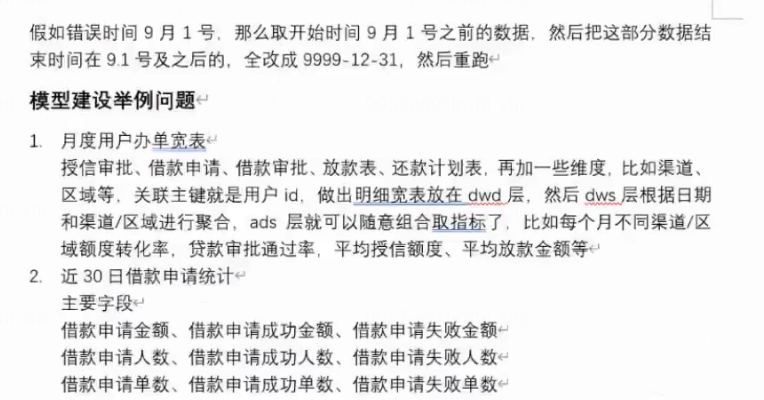 假如错误时间 9 月 1 号，那么取开始时间 9 月 1 号之前的数据，然后把这部分数据结
束时间在 9.1 号及之后的，全改成 9999-12-31，然后重跑
模型建设举例问题
1. 月度用户办单宽表
授信审批、借款申请、借款审批、放款表、还款计划表，再加一些维度，比如渠道、
区域等，关联主键就是用户 id，做出明细宽表放在 dwd 层，然后 dws 层根据日期
和渠道/区域进行聚合，ads 层就可以随意组合取指标了，比如每个月不同渠道/区
域额度转化率，贷款审批通过率，平均授信额度、平均放款金额等
2. 近 30 日借款申请统计
主要字段
借款申请金额、借款申请成功金额、借款申请失败金额
借款申请人数、借款申请成功人数、借款申请失败人数
借款申请单数、借款申请成功单数、借款申请失败单数